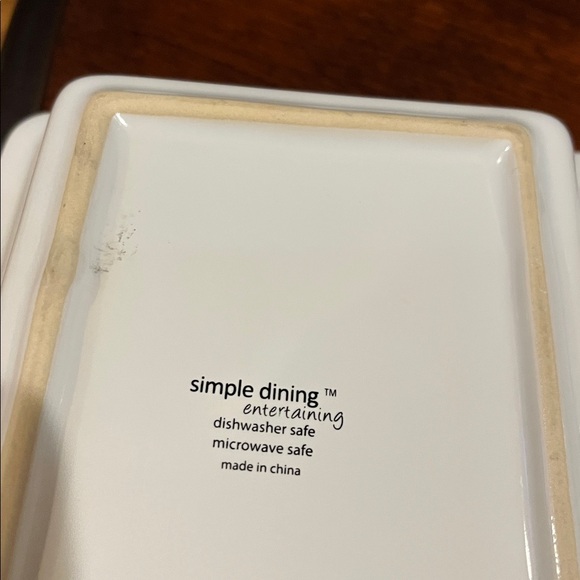 simple dining ™
entertaining
dishwasher safe
microwave safe
made in china